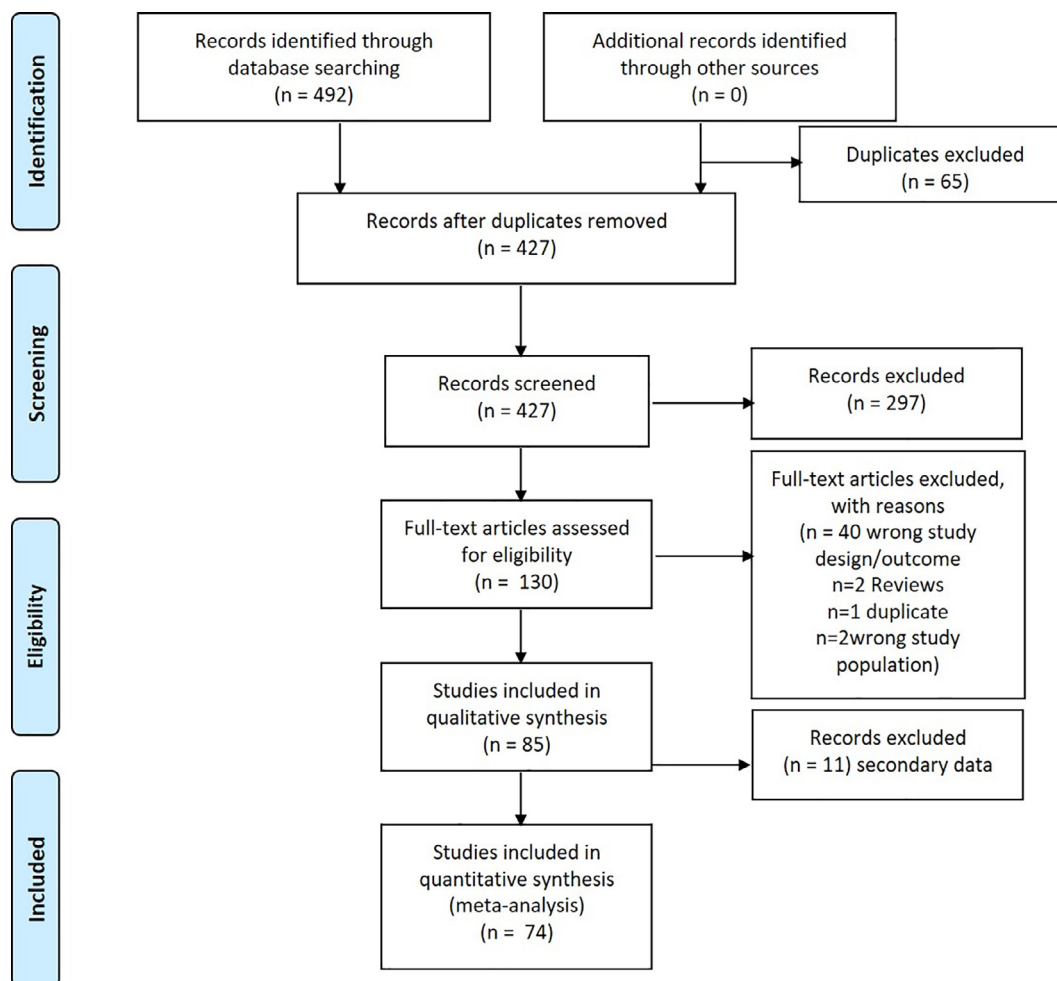 Identification
Records identified through
database searching
(n = 492)
Additional records identified
through other sources
(n = 0)
Duplicates excluded
(n = 65)
Records after duplicates removed
(n = 427)
Screening
Records screened
(n = 427)
Records excluded
(n = 297)
Eligibility
Full-text articles assessed
for eligibility
(n =  130)
Full-text articles excluded,
with reasons
(n = 40 wrong study
design/outcome
n=2 Reviews
n=1 duplicate
n=2wrong study
population)
Studies included in
qualitative synthesis
(n = 85)
Records excluded
(n = 11) secondary data
Included
Studies included in
quantitative synthesis
(meta-analysis)
(n =  74)